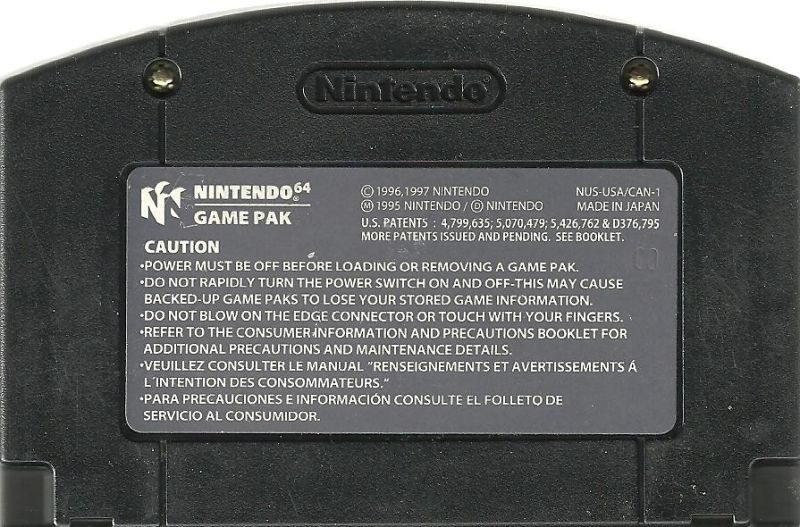 Nintendo®
NINTENDO 64
GAME PAK
© 1996,1997 NINTENDO
Ⓜ 1995 NINTENDO / Ⓓ NINTENDO
NUS-USA/CAN-1
MADE IN JAPAN
U.S. PATENTS : 4,799,635; 5,070,479; 5,426,762 & D376,795
MORE PATENTS ISSUED AND PENDING. SEE BOOKLET.
CAUTION
•POWER MUST BE OFF BEFORE LOADING OR REMOVING A GAME PAK.
•DO NOT RAPIDLY TURN THE POWER SWITCH ON AND OFF-THIS MAY CAUSE
BACKED-UP GAME PAKS TO LOSE YOUR STORED GAME INFORMATION.
•DO NOT BLOW ON THE EDGE CONNECTOR OR TOUCH WITH YOUR FINGERS.
•REFER TO THE CONSUMER INFORMATION AND PRECAUTIONS BOOKLET FOR
ADDITIONAL PRECAUTIONS AND MAINTENANCE DETAILS.
•VEUILLEZ CONSULTER LE MANUAL "RENSEIGNEMENTS ET AVERTISSEMENTS Á
L´INTENTION DES CONSOMMATEURS."
•PARA PRECAUCIONES E INFORMACIÓN CONSULTE EL FOLLETO DE
SERVICIO AL CONSUMIDOR.